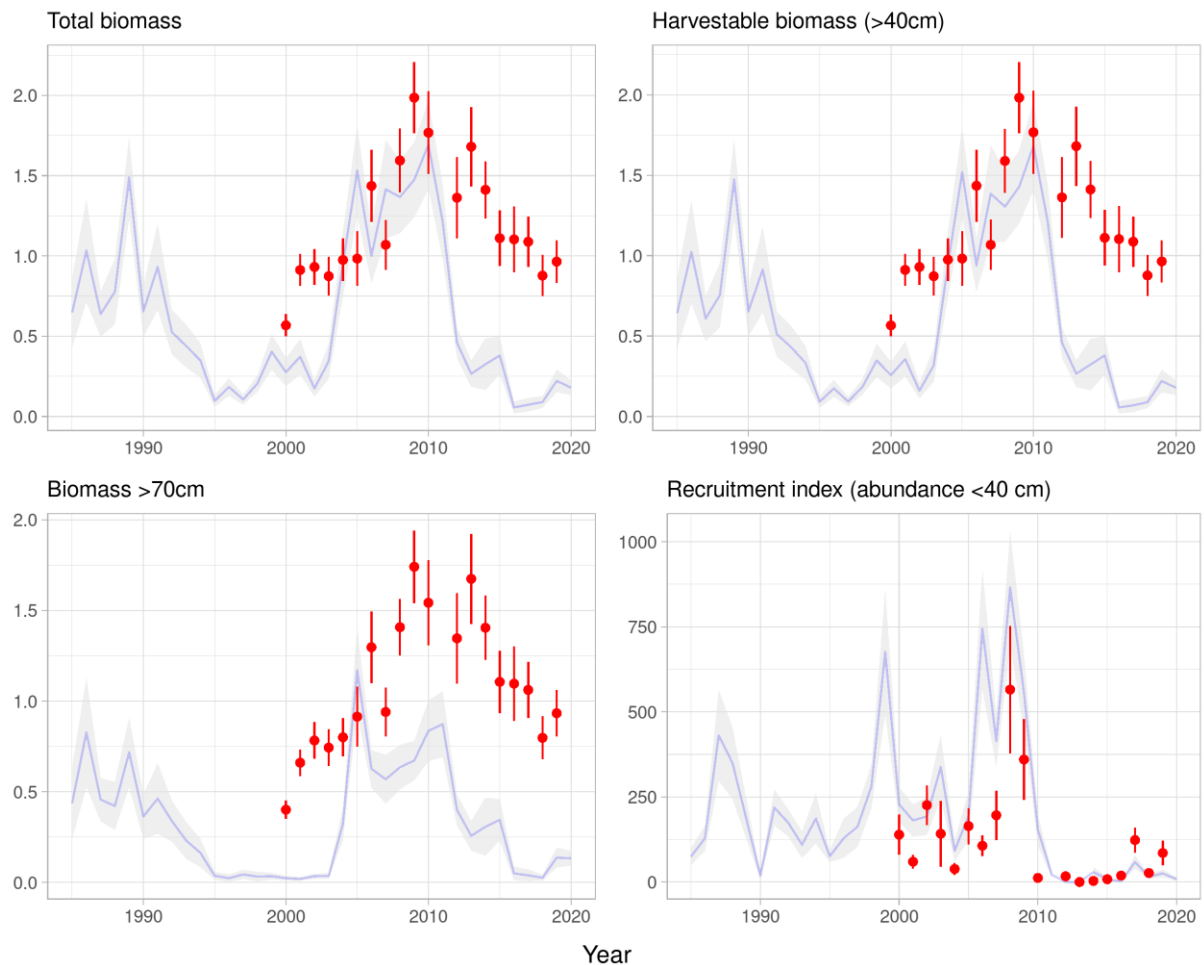 Total biomass
2.0
1.5
1.0
0.5
0.0
1990 2000 2010 2020
Harvestable biomass (>40cm)
2.0
1.5
1.0
0.5
0.0
1990 2000 2010 2020
Biomass >70cm
2.0
1.5
1.0
0.5
0.0
1990 2000 2010 2020
Recruitment index (abundance <40 cm)
1000
750
500
250
0
1990 2000 2010 2020
Year